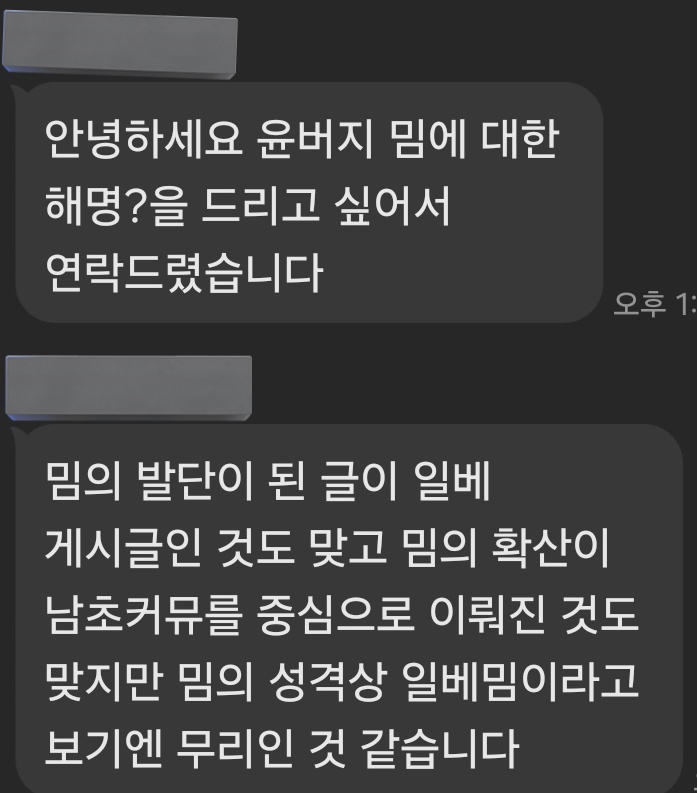 안녕하세요 윤버지 밈에 대한
해명?을 드리고 싶어서
연락드렸습니다
오후 1:
밈의 발단이 된 글이 일베
게시글인 것도 맞고 밈의 확산이
남초커뮤를 중심으로 이뤄진 것도
맞지만 밈의 성격상 일베밈이라고
보기엔 무리인 것 같습니다